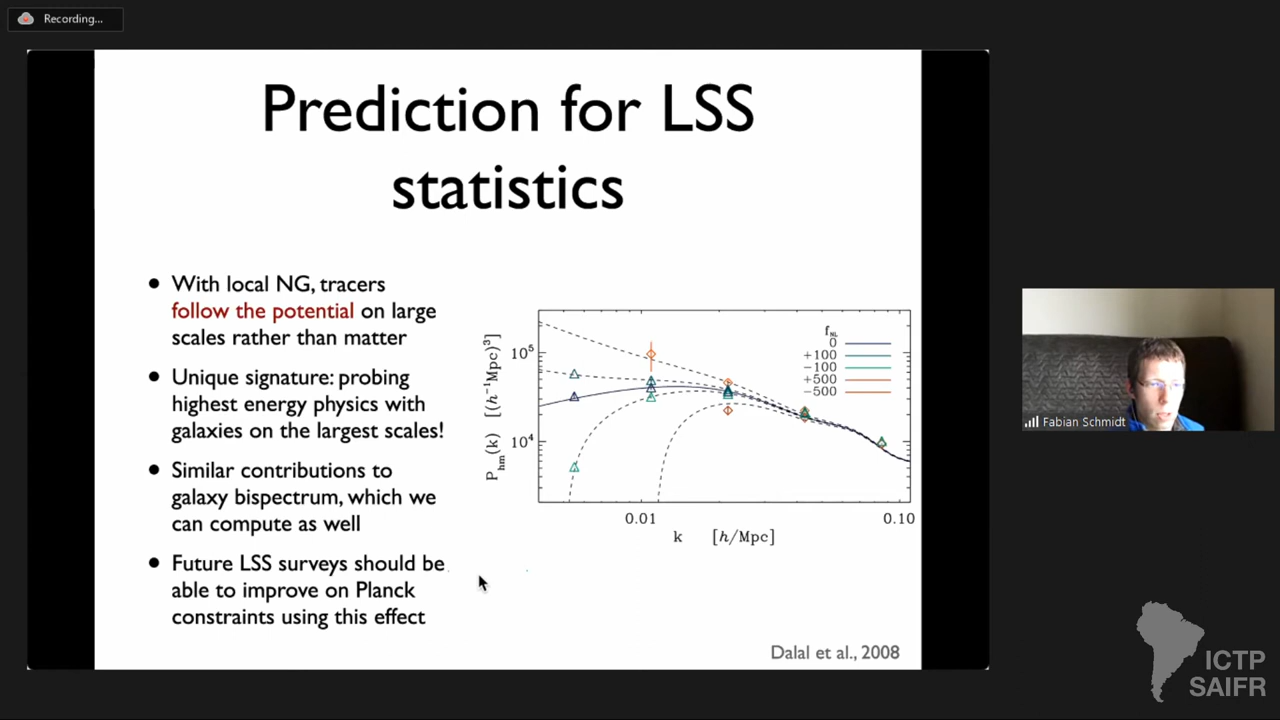 Recording...
Prediction for LSS
statistics
• With local NG, tracers
follow the potential on large
scales rather than matter
• Unique signature: probing
highest energy physics with
galaxies on the largest scales!
• Similar contributions to
galaxy bispectrum, which we
can compute as well
• Future LSS surveys should be
able to improve on Planck
constraints using this effect
P_hm(k) [(h⁻¹Mpc)³]
10⁵
10⁴
f_NL
0
+100
−100
+500
−500
0.01
0.10
k [h/Mpc]
Dalal et al., 2008
Fabian Schmidt
ICTP
SAIFR